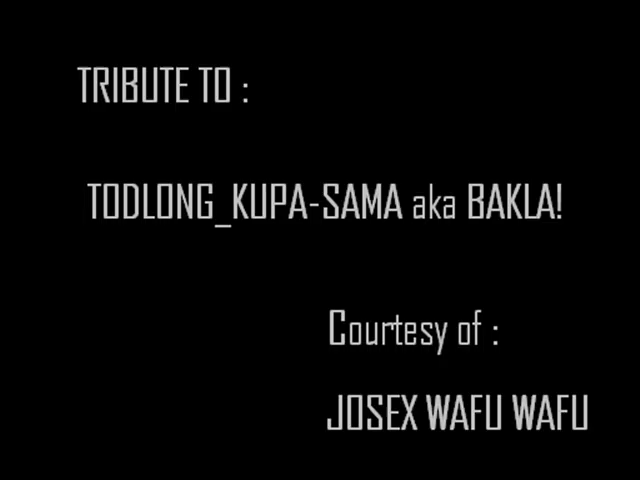 TRIBUTE TO :
TODLONG_KUPA-SAMA aka BAKLA!
Courtesy of :
JOSEX WAFU WAFU